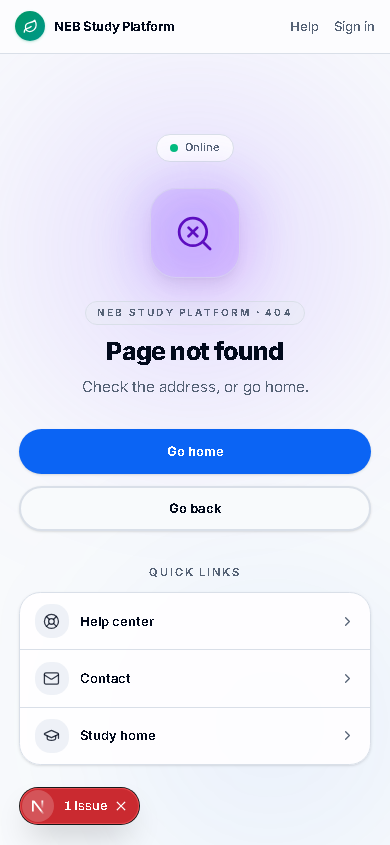 NEB Study Platform
Help
Sign in
Online
NEB STUDY PLATFORM · 404
Page not found
Check the address, or go home.
Go home
Go back
QUICK LINKS
Help center
Contact
Study home
N 1 Issue